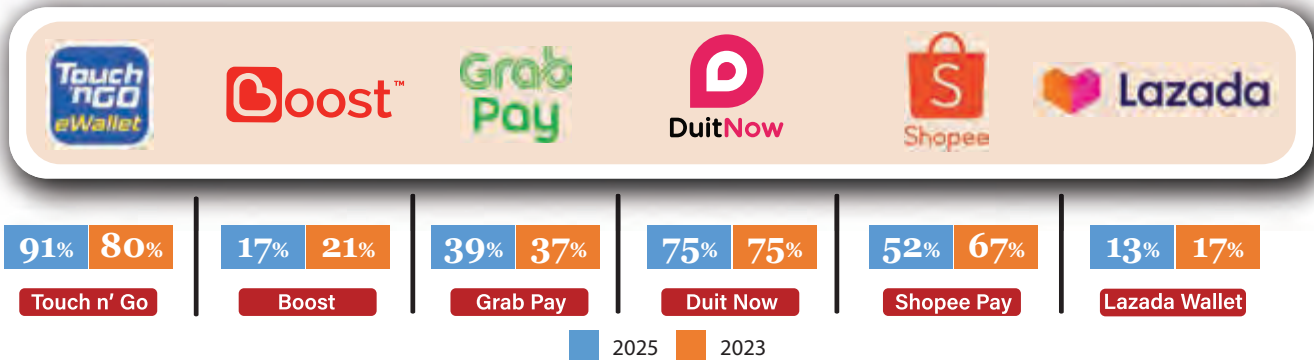 Touch
'nGO
eWallet
Boost™
Grab
Pay
DuitNow
S
Shopee
Lazada
91% 80%
Touch n' Go
17% 21%
Boost
39% 37%
Grab Pay
75% 75%
Duit Now
52% 67%
Shopee Pay
13% 17%
Lazada Wallet
2025 2023